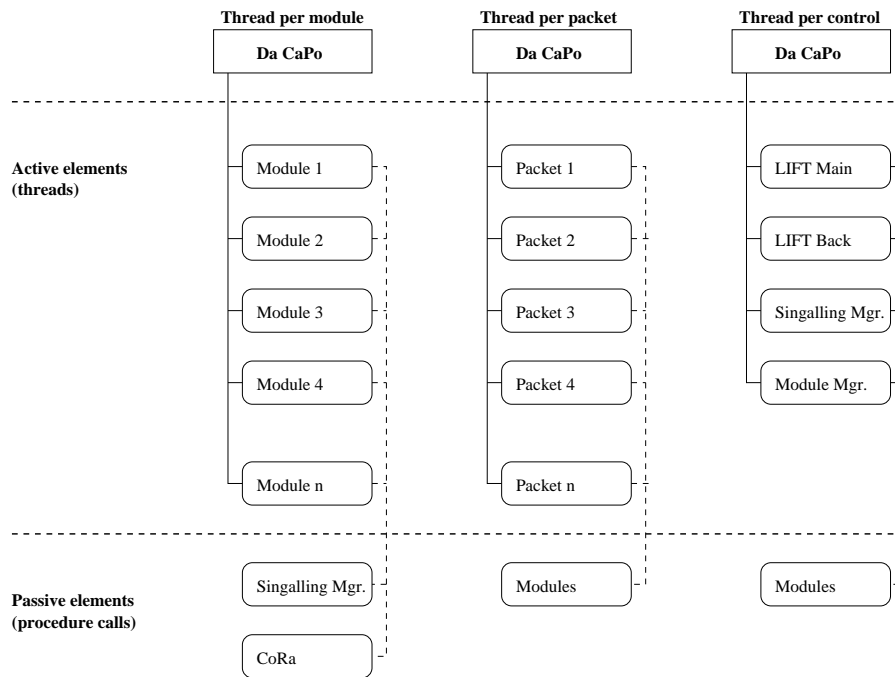 Thread per module
Thread per packet
Thread per control
Da CaPo
Da CaPo
Da CaPo
Active elements
(threads)
Module 1
Packet 1
LIFT Main
Module 2
Packet 2
LIFT Back
Module 3
Packet 3
Singalling Mgr.
Module 4
Packet 4
Module Mgr.
Module n
Packet n
Passive elements
(procedure calls)
Singalling Mgr.
Modules
Modules
CoRa